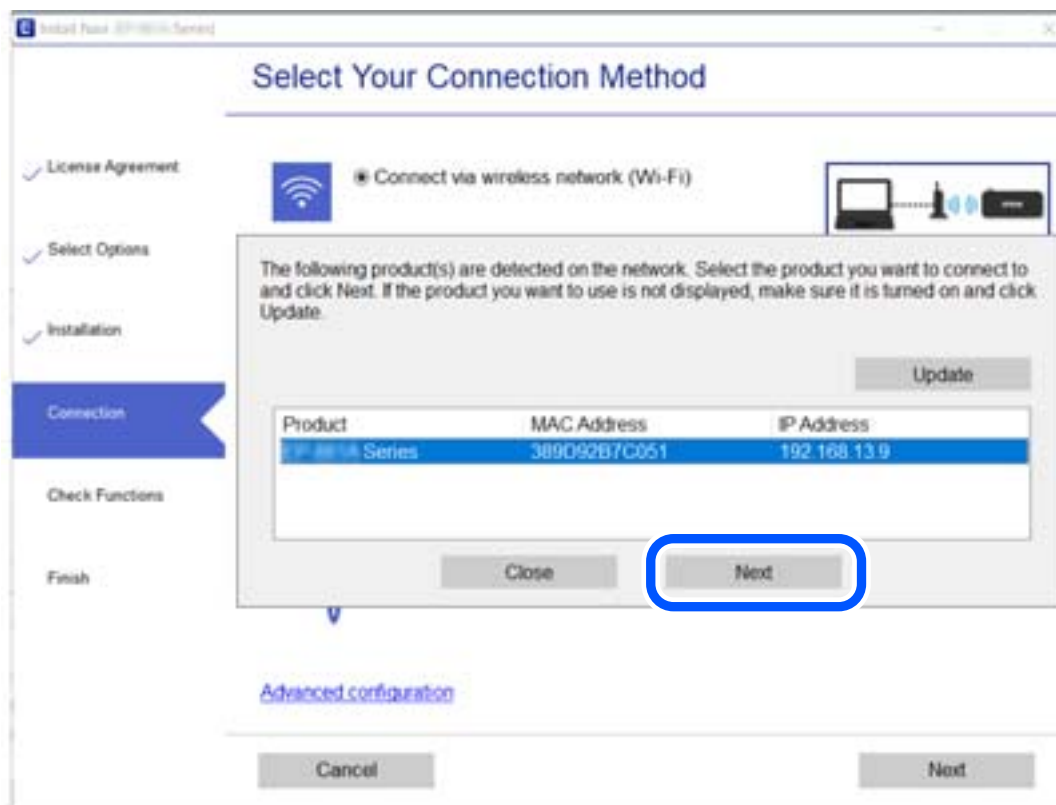 Install Navi
Series]
Select Your Connection Method
License Agreement
Select Options
Installation
Connection
Check Functions
Finish
Connect via wireless network (Wi-Fi)
The following product(s) are detected on the network. Select the product you want to connect to
and click Next. If the product you want to use is not displayed, make sure it is turned on and click
Update.
Update
Product MAC Address IP Address
Series 389D92B7C051 192.168.13.9
Close Next
Advanced configuration
Cancel Next